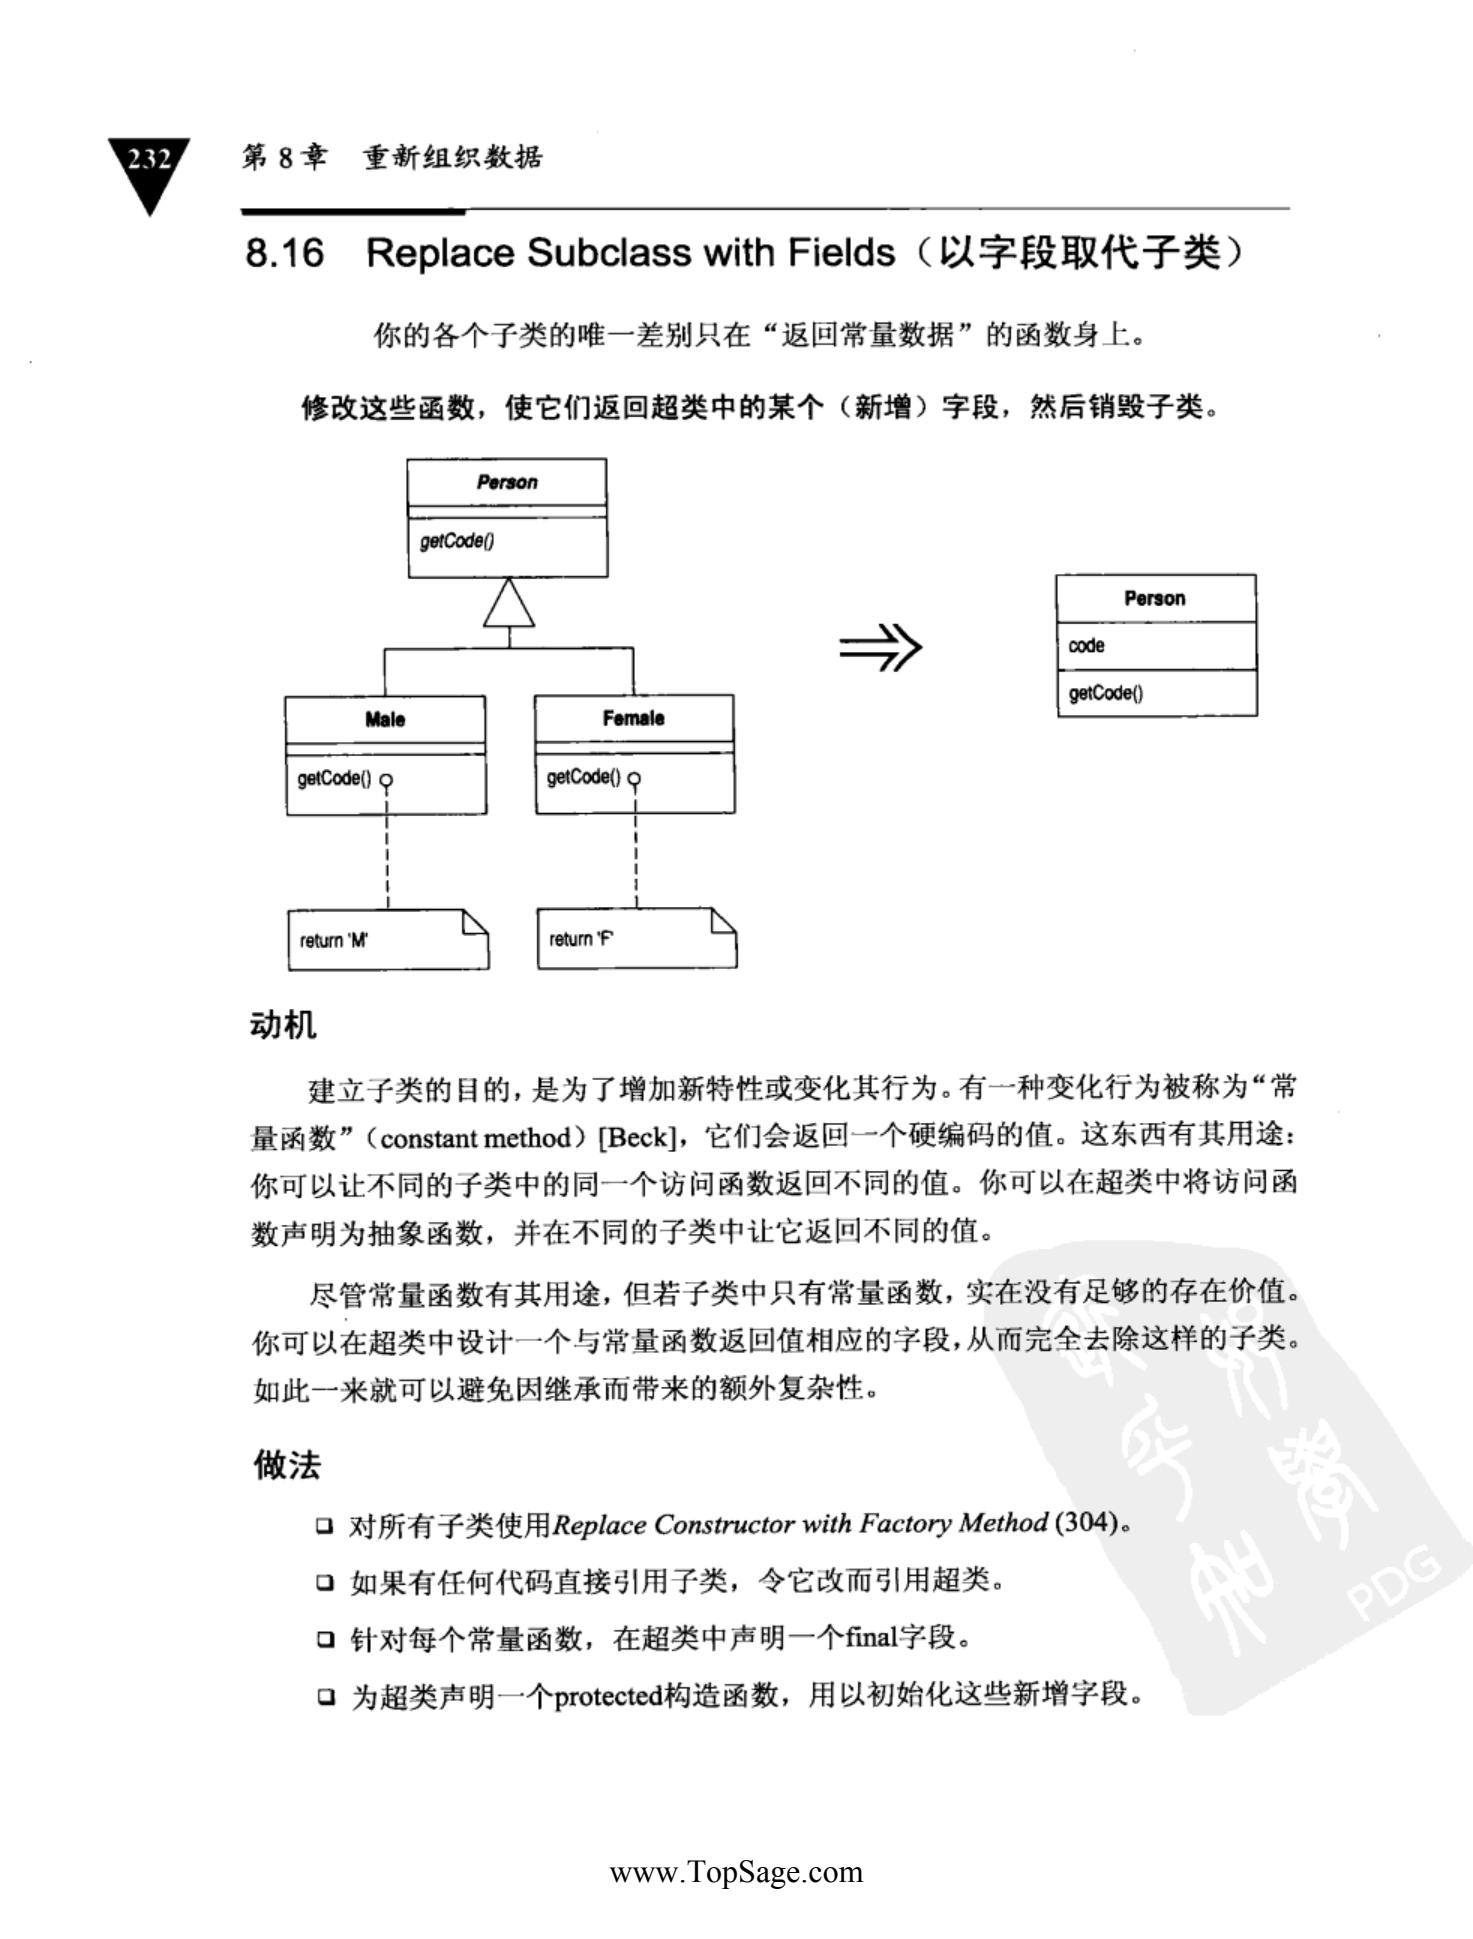 232
第 8 章 重新组织数据
8.16 Replace Subclass with Fields（以字段取代子类）
你的各个子类的唯一差别只在“返回常量数据”的函数身上。
修改这些函数，使它们返回超类中的某个（新增）字段，然后销毁子类。
Person
getCode()
Male
getCode()
Female
getCode()
return 'M'
return 'F'
Person
code
getCode()
动机
建立子类的目的，是为了增加新特性或变化其行为。有一种变化行为被称为“常
量函数”（constant method）[Beck]，它们会返回一个硬编码的值。这东西有其用途：
你可以让不同的子类中的同一个访问函数返回不同的值。你可以在超类中将访问函
数声明为抽象函数，并在不同的子类中让它返回不同的值。
尽管常量函数有其用途，但若子类中只有常量函数，实在没有足够的存在价值。
你可以在超类中设计一个与常量函数返回值相应的字段，从而完全去除这样的子类。
如此一来就可以避免因继承而带来的额外复杂性。
做法
❑ 对所有子类使用Replace Constructor with Factory Method (304)。
❑ 如果有任何代码直接引用子类，令它改而引用超类。
❑ 针对每个常量函数，在超类中声明一个final字段。
❑ 为超类声明一个protected构造函数，用以初始化这些新增字段。
PDG
www.TopSage.com